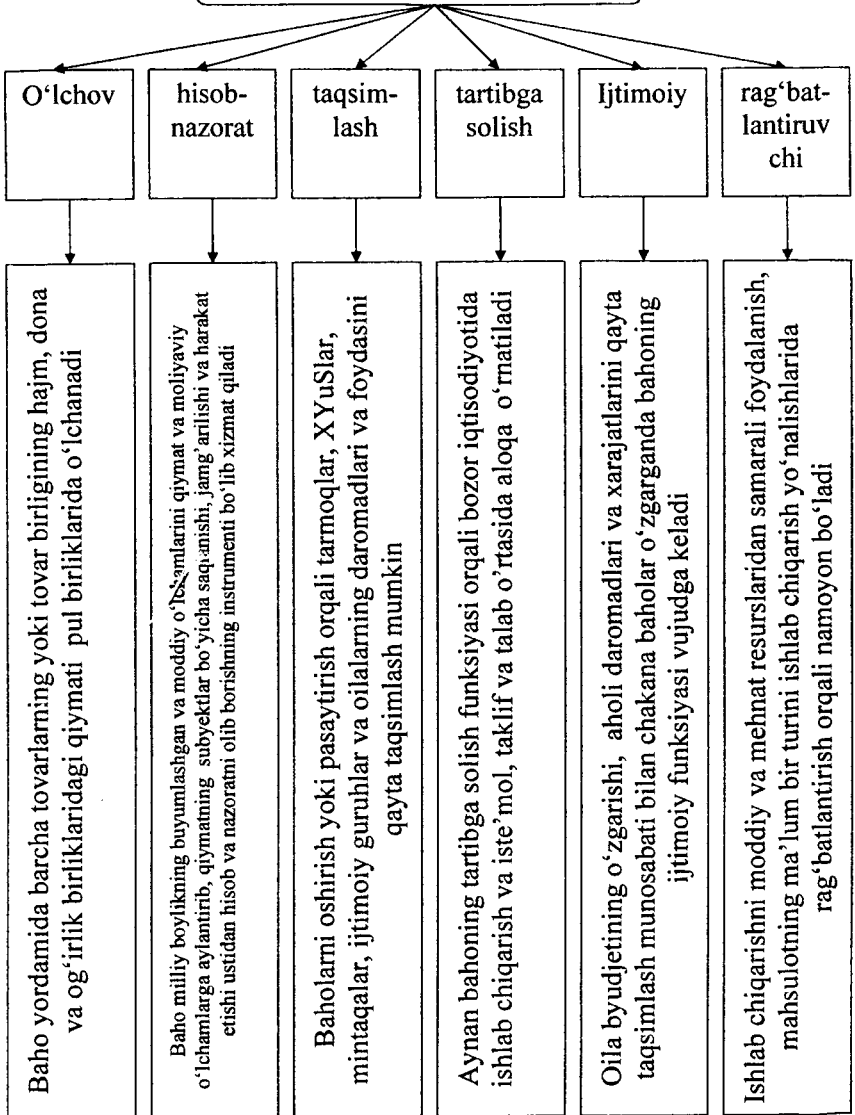 O‘lchov
hisob-
nazorat
taqsim-
lash
tartibga
solish
Ijtimoiy
rag‘bat-
lantiruv
chi
Baho yordamida barcha tovarlarning yoki tovar birligining hajm, dona
va og‘irlik birliklaridagi qiymati pul birliklarida o‘lchanadi
Baho milliy boylikning buyumlashgan va moddiy o‘lchamlarini qiymat va moliyaviy
o‘lchamlarga aylantirib, qiymatning subyektlar bo‘yicha saqlanishi, jamg‘arilishi va harakat
etishi ustidan hisob va nazoratni olib borishning instrumenti bo‘lib xizmat qiladi
Baholarni oshirish yoki pasaytirish orqali tarmoqlar, XYuSlar,
mintaqalar, ijtimoiy guruhlar va oilalarning daromadlari va foydasini
qayta taqsimlash mumkin
Aynan bahoning tartibga solish funksiyasi orqali bozor iqtisodiyotida
ishlab chiqarish va iste’mol, taklif va talab o‘rtasida aloqa o‘rnatiladi
Oila byudjetining o‘zgarishi, aholi daromadlari va xarajatlarini qayta
taqsimlash munosabati bilan chakana baholar o‘zgarganda bahoning
ijtimoiy funksiyasi vujudga keladi
Ishlab chiqarishni moddiy va mehnat resurslaridan samarali foydalanish,
mahsulotning ma’lum bir turini ishlab chiqarish yo‘nalishlarida
rag‘batlantirish orqali namoyon bo‘ladi